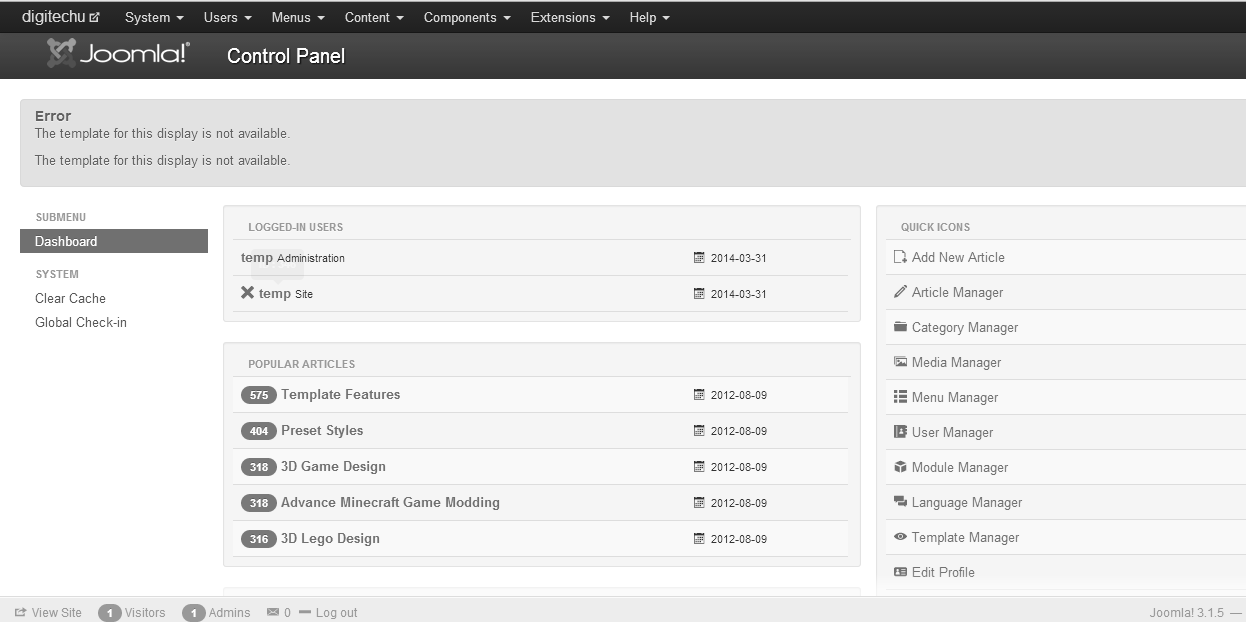 digitechu System Users Menus Content Components Extensions Help
Joomla!® Control Panel
Error
The template for this display is not available.
The template for this display is not available.
SUBMENU
Dashboard
SYSTEM
Clear Cache
Global Check-in
LOGGED-IN USERS
temp Administration 2014-03-31
temp Site 2014-03-31
POPULAR ARTICLES
575 Template Features 2012-08-09
404 Preset Styles 2012-08-09
318 3D Game Design 2012-08-09
318 Advance Minecraft Game Modding 2012-08-09
316 3D Lego Design 2012-08-09
QUICK ICONS
Add New Article
Article Manager
Category Manager
Media Manager
Menu Manager
User Manager
Module Manager
Language Manager
Template Manager
Edit Profile
View Site 1 Visitors 1 Admins 0 Log out Joomla! 3.1.5 —